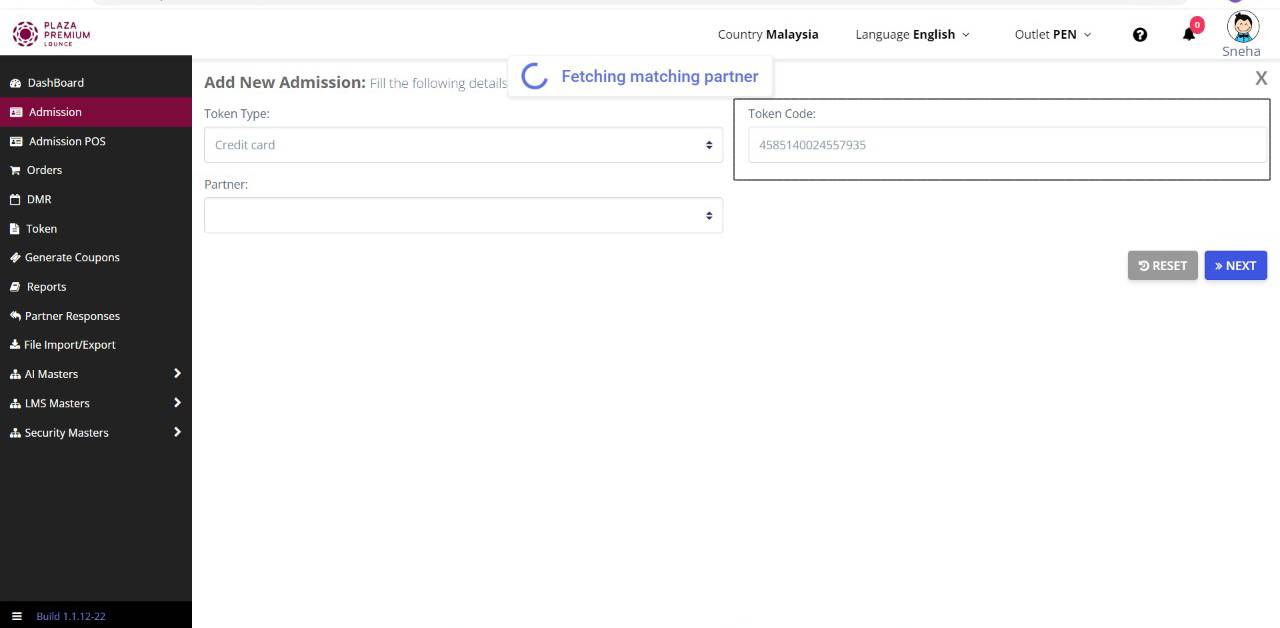 PLAZA
PREMIUM
LOUNGE
Country Malaysia
Language English
Outlet PEN
0
Sneha
DashBoard
Admission
Admission POS
Orders
DMR
Token
Generate Coupons
Reports
Partner Responses
File Import/Export
AI Masters
LMS Masters
Security Masters
Build 1.1.12-22
Add New Admission: Fill the following details
Fetching matching partner
X
Token Type:
Credit card
Token Code:
4585140024557935
Partner:
RESET
NEXT